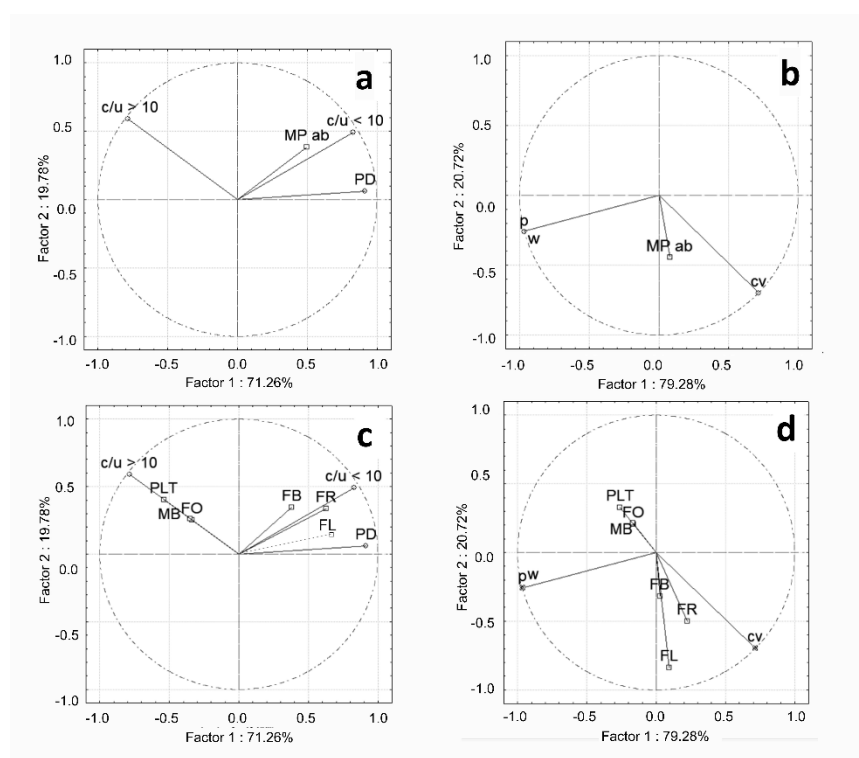 a
1.0
0.5
0.0
-0.5
-1.0
c/u > 10
c/u < 10
MP ab
PD
Factor 2 : 19.78%
-1.0 -0.5 0.0 0.5 1.0
Factor 1 : 71.26%
b
1.0
0.5
0.0
-0.5
-1.0
p
w
MP ab
cv
Factor 2 : 20.72%
-1.0 -0.5 0.0 0.5 1.0
Factor 1 : 79.28%
c
1.0
0.5
0.0
-0.5
-1.0
c/u > 10
c/u < 10
PLT
FB FR
MB FO
FL
PD
Factor 2 : 19.78%
-1.0 -0.5 0.0 0.5 1.0
Factor 1 : 71.26%
d
1.0
0.5
0.0
-0.5
-1.0
PLT
FO
MB
pw
FB
FR
cv
FL
Factor 2 : 20.72%
-1.0 -0.5 0.0 0.5 1.0
Factor 1 : 79.28%